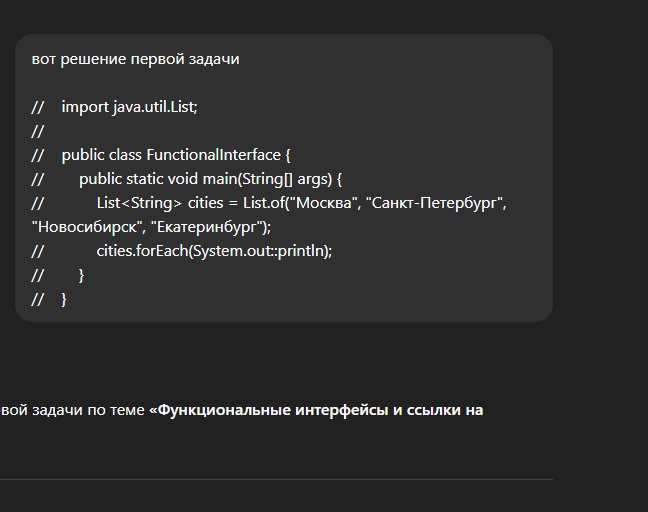 вот решение первой задачи
//    import java.util.List;
//
//    public class FunctionalInterface {
//        public static void main(String[] args) {
//            List<String> cities = List.of("Москва", "Санкт-Петербург",
"Новосибирск", "Екатеринбург");
//            cities.forEach(System.out::println);
//        }
//    }
вой задачи по теме «Функциональные интерфейсы и ссылки на